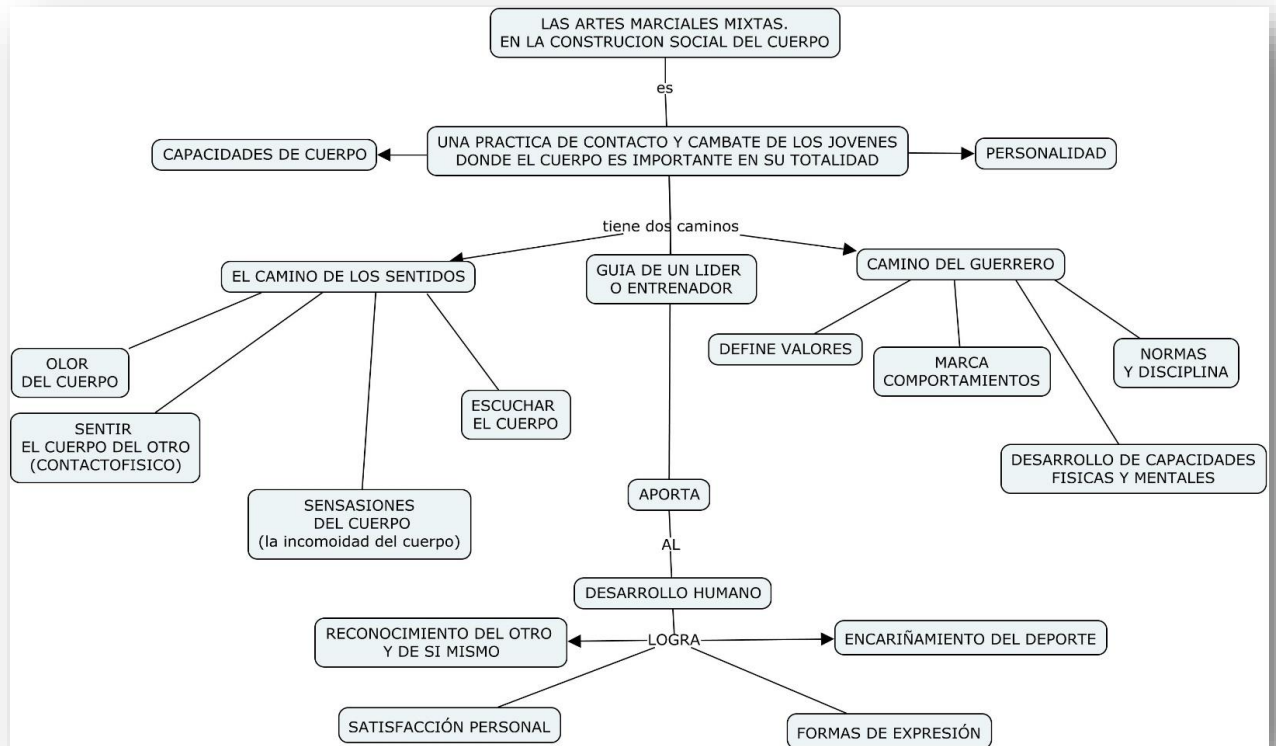 LAS ARTES MARCIALES MIXTAS.
EN LA CONSTRUCION SOCIAL DEL CUERPO
es
UNA PRACTICA DE CONTACTO Y CAMBATE DE LOS JOVENES
DONDE EL CUERPO ES IMPORTANTE EN SU TOTALIDAD
CAPACIDADES DE CUERPO
PERSONALIDAD
tiene dos caminos
EL CAMINO DE LOS SENTIDOS
GUIA DE UN LIDER
O ENTRENADOR
CAMINO DEL GUERRERO
OLOR
DEL CUERPO
SENTIR
EL CUERPO DEL OTRO
(CONTACTOFISICO)
SENSASIONES
DEL CUERPO
(la incomoidad del cuerpo)
ESCUCHAR
EL CUERPO
DEFINE VALORES
MARCA
COMPORTAMIENTOS
NORMAS
Y DISCIPLINA
DESARROLLO DE CAPACIDADES
FISICAS Y MENTALES
APORTA
AL
DESARROLLO HUMANO
LOGRA
RECONOCIMIENTO DEL OTRO
Y DE SI MISMO
ENCARIÑAMIENTO DEL DEPORTE
SATISFACCIÓN PERSONAL
FORMAS DE EXPRESIÓN